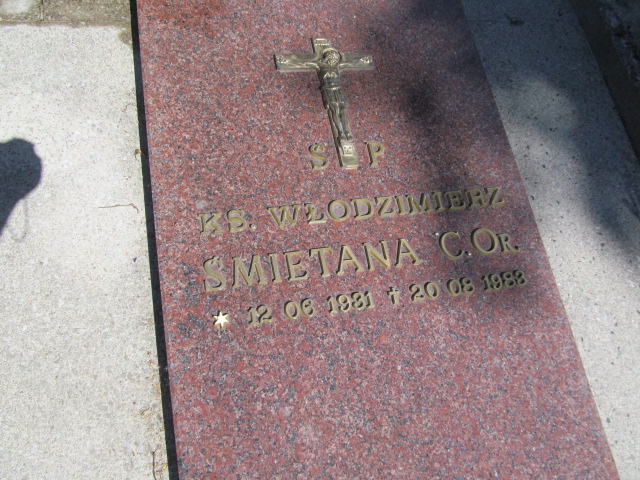 Ś P
KS. WŁODZIMIERZ
ŚMIETANA C. OR.
* 12 06 1931 † 20 08 1983